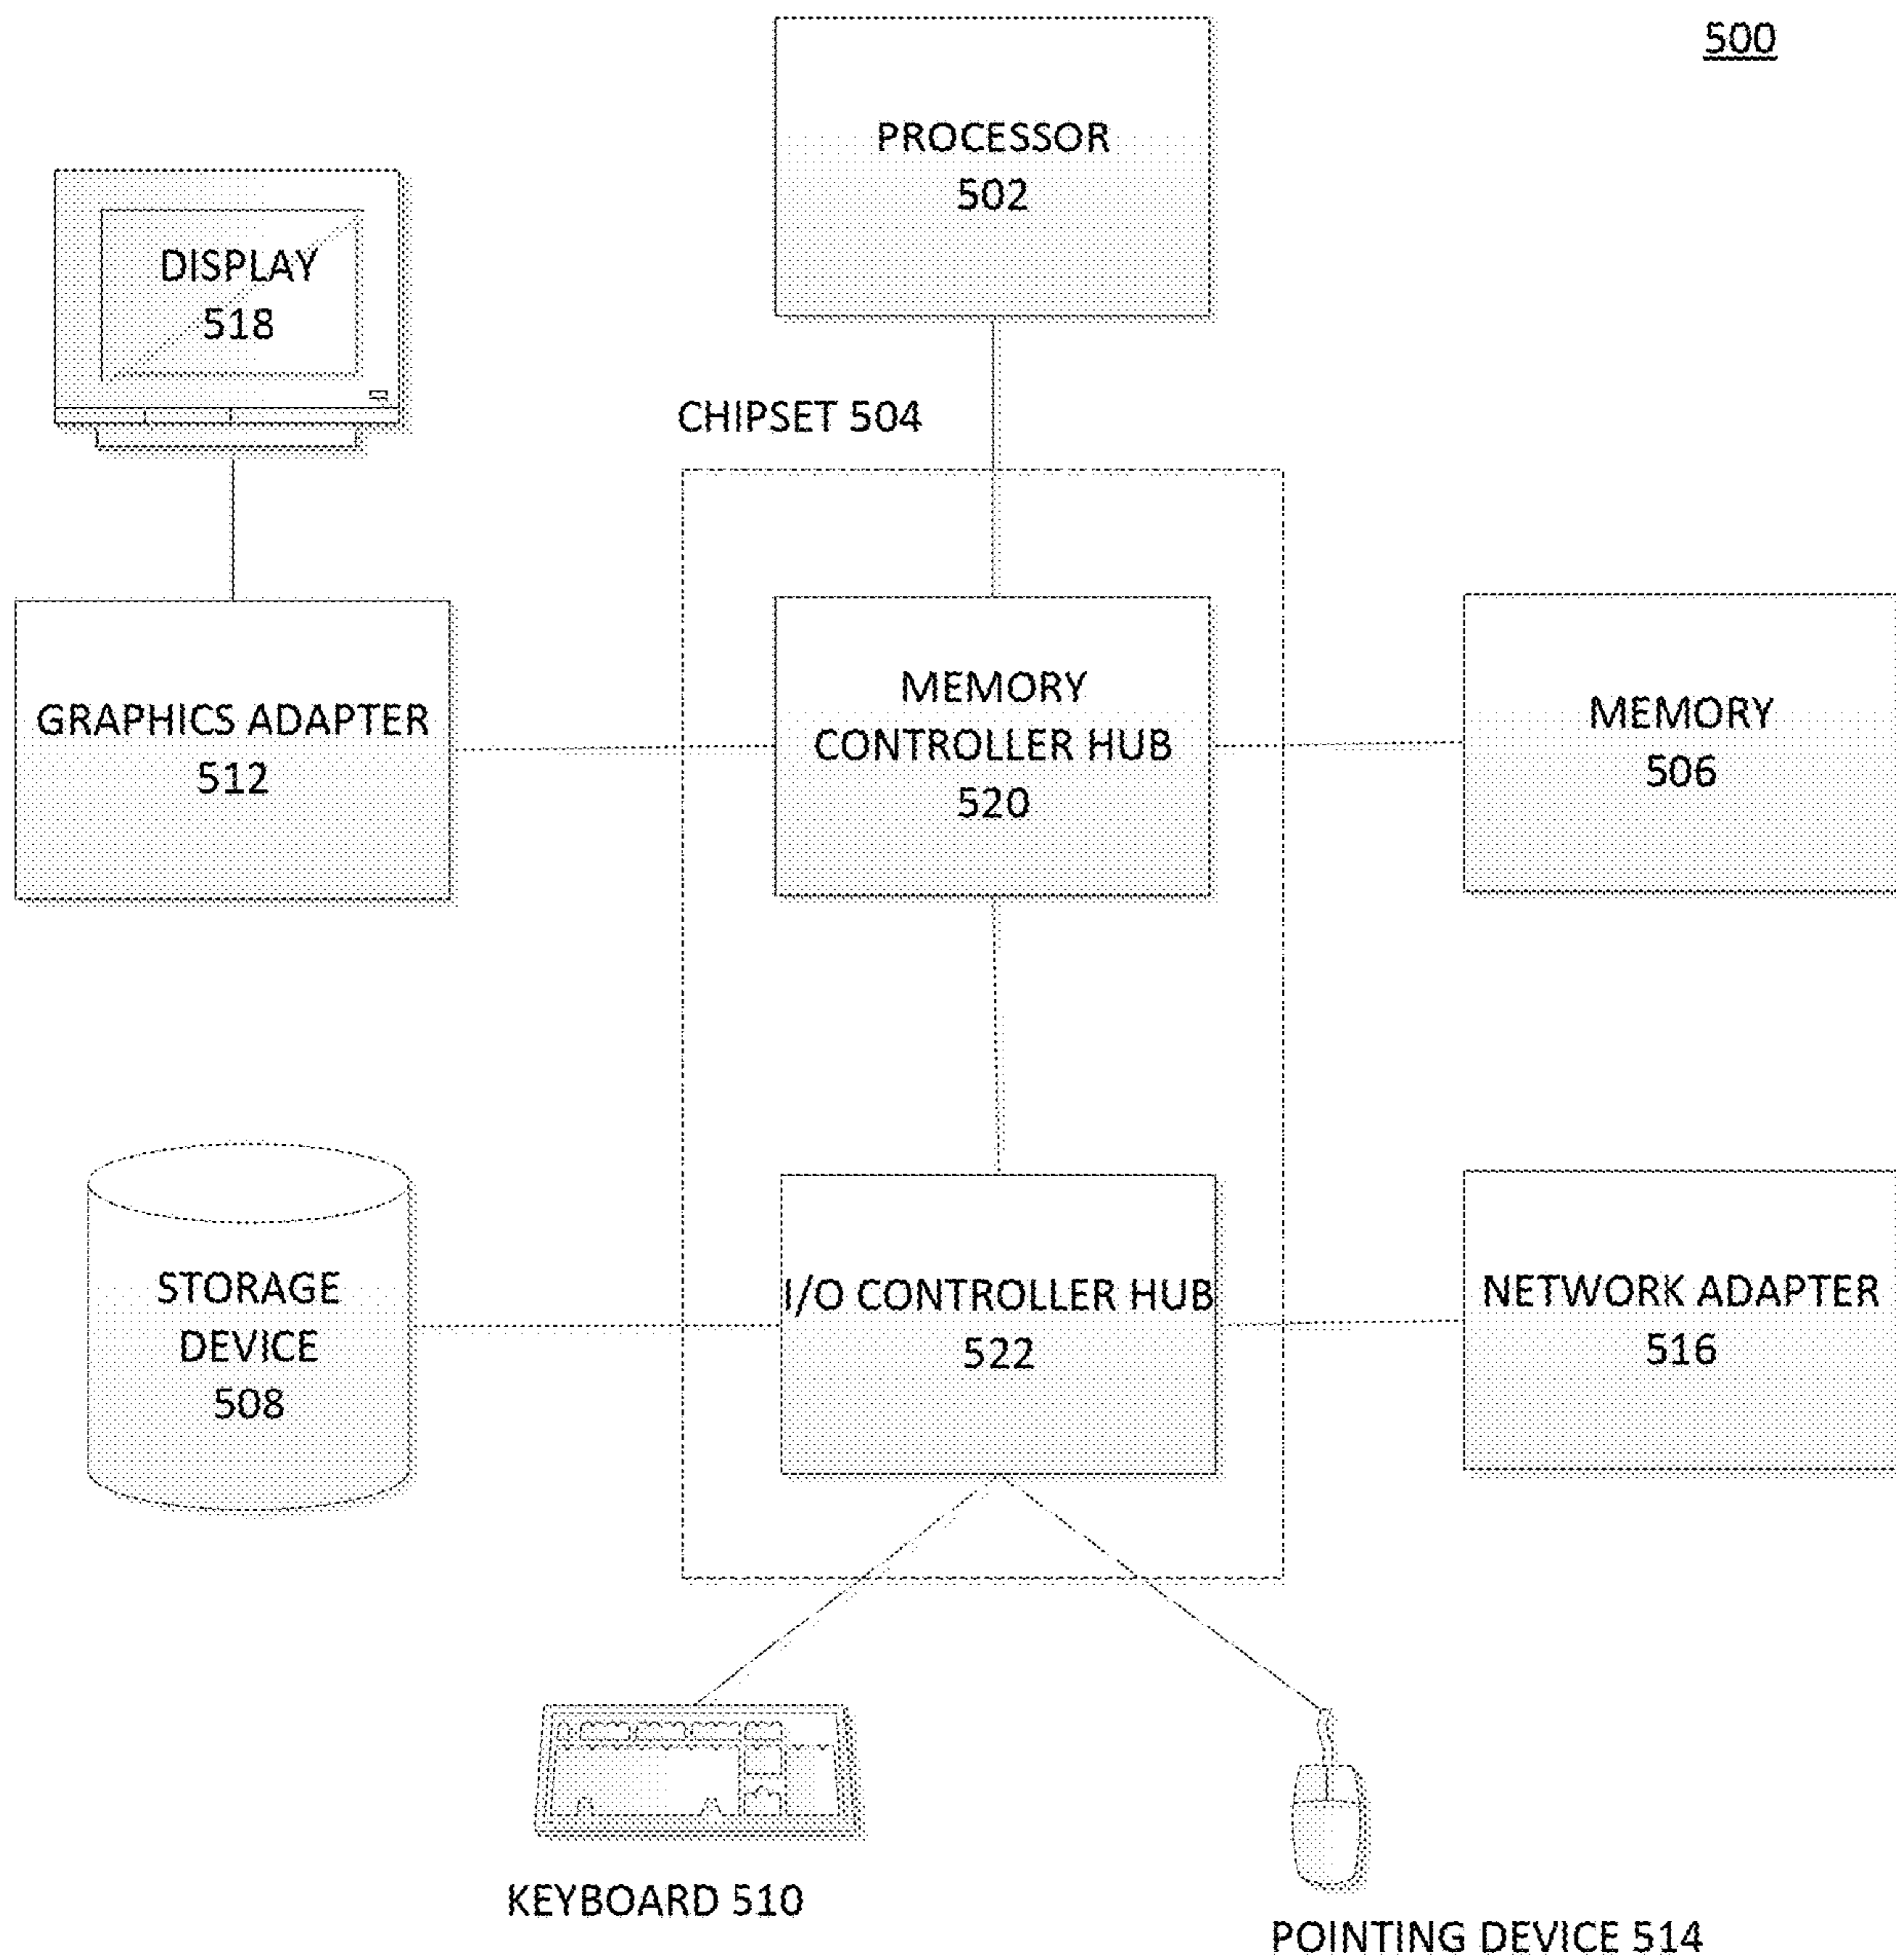 500
PROCESSOR
502
DISPLAY
518
CHIPSET 504
GRAPHICS ADAPTER
512
MEMORY
CONTROLLER HUB
520
MEMORY
506
STORAGE
DEVICE
508
I/O CONTROLLER HUB
522
NETWORK ADAPTER
516
KEYBOARD 510
POINTING DEVICE 514